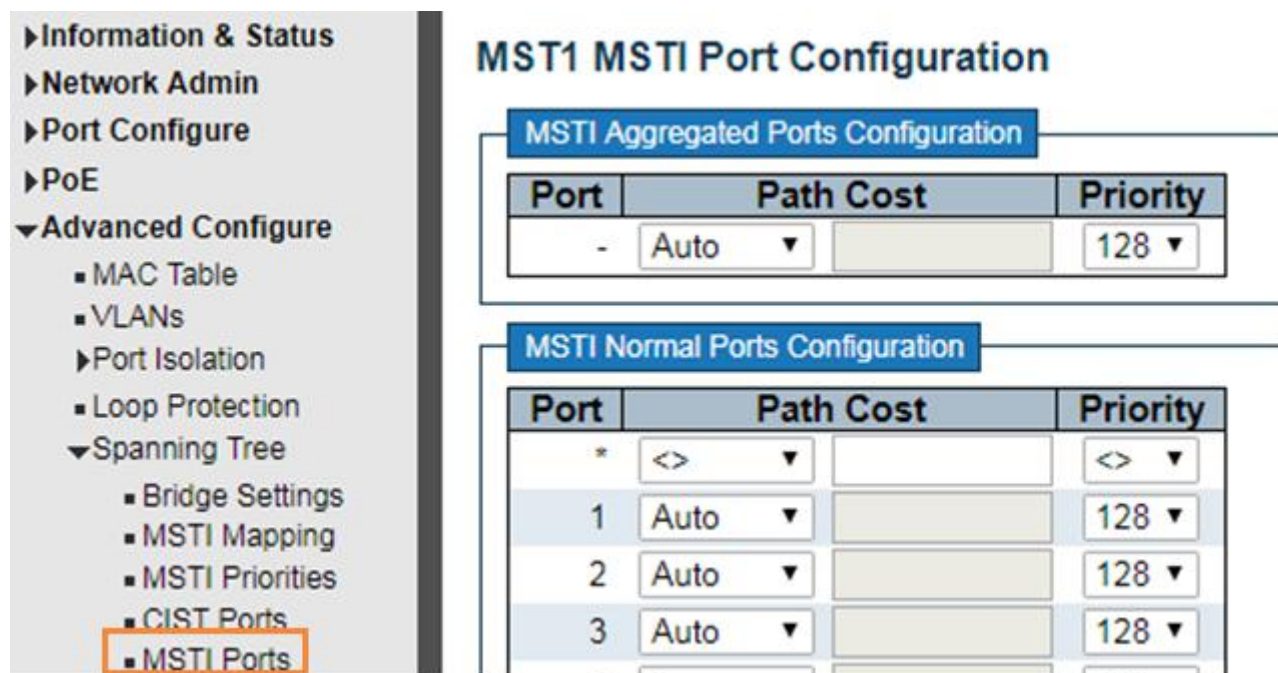 Information & Status
Network Admin
Port Configure
PoE
Advanced Configure
MAC Table
VLANs
Port Isolation
Loop Protection
Spanning Tree
Bridge Settings
MSTI Mapping
MSTI Priorities
CIST Ports
MSTI Ports
MST1 MSTI Port Configuration
MSTI Aggregated Ports Configuration
Port Path Cost Priority
- Auto 128
MSTI Normal Ports Configuration
Port Path Cost Priority
* <> <>
1 Auto 128
2 Auto 128
3 Auto 128